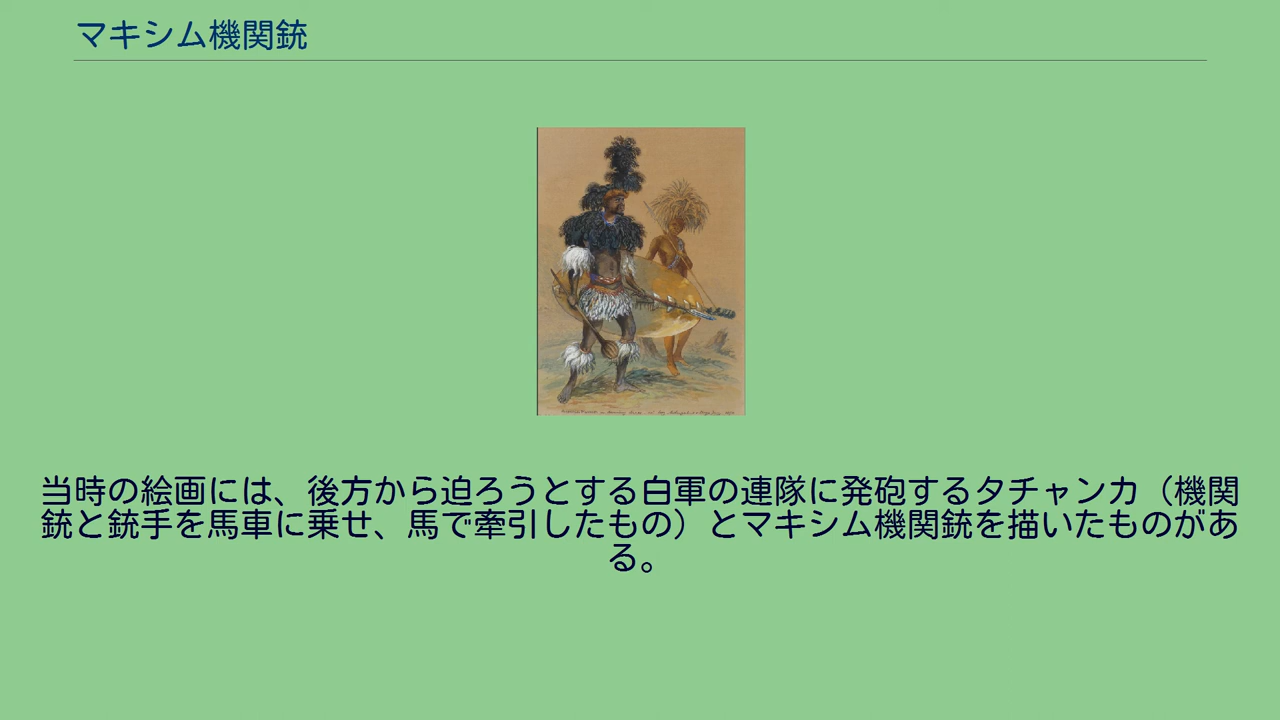 マキシム機関銃
当時の絵画には、後方から迫ろうとする白軍の連隊に発砲するタチャンカ（機関
銃と銃手を馬車に乗せ、馬で牽引したもの）とマキシム機関銃を描いたものがあ
る。